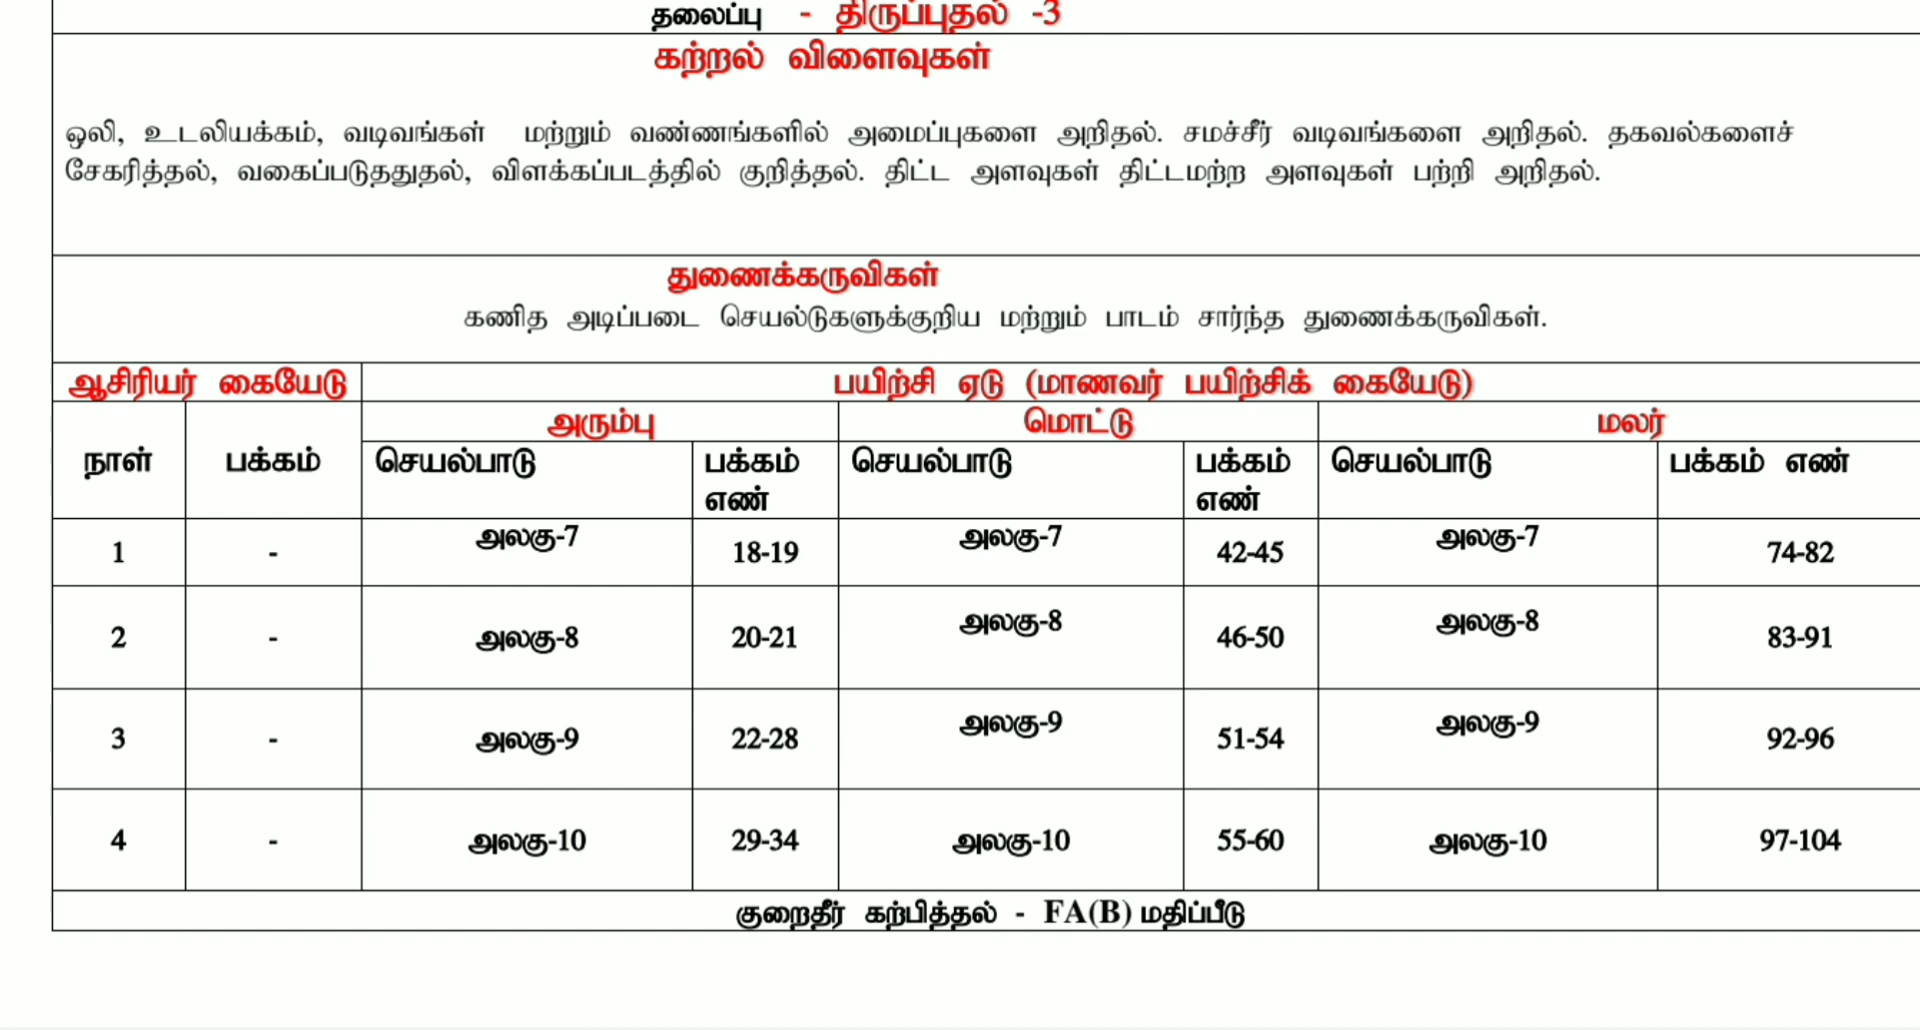 தலைப்பு - திருப்புதல் -3
கற்றல் விளைவுகள்
ஒலி, உடலியக்கம், வடிவங்கள் மற்றும் வண்ணங்களில் அமைப்புகளை அறிதல். சமச்சீர் வடிவங்களை அறிதல். தகவல்களைச்
சேகரித்தல், வகைப்படுததுதல், விளக்கப்படத்தில் குறித்தல். திட்ட அளவுகள் திட்டமற்ற அளவுகள் பற்றி அறிதல்.
துணைக்கருவிகள்
கணித அடிப்படை செயல்டுகளுக்குறிய மற்றும் பாடம் சார்ந்த துணைக்கருவிகள்.
ஆசிரியர் கையேடு பயிற்சி ஏடு (மாணவர் பயிற்சிக் கையேடு)
அரும்பு மொட்டு மலர்
நாள் பக்கம் செயல்பாடு பக்கம் எண் செயல்பாடு பக்கம் எண் செயல்பாடு பக்கம் எண்
1 - அலகு-7 18-19 அலகு-7 42-45 அலகு-7 74-82
2 - அலகு-8 20-21 அலகு-8 46-50 அலகு-8 83-91
3 - அலகு-9 22-28 அலகு-9 51-54 அலகு-9 92-96
4 - அலகு-10 29-34 அலகு-10 55-60 அலகு-10 97-104
குறைதீர் கற்பித்தல் - FA(B) மதிப்பீடு